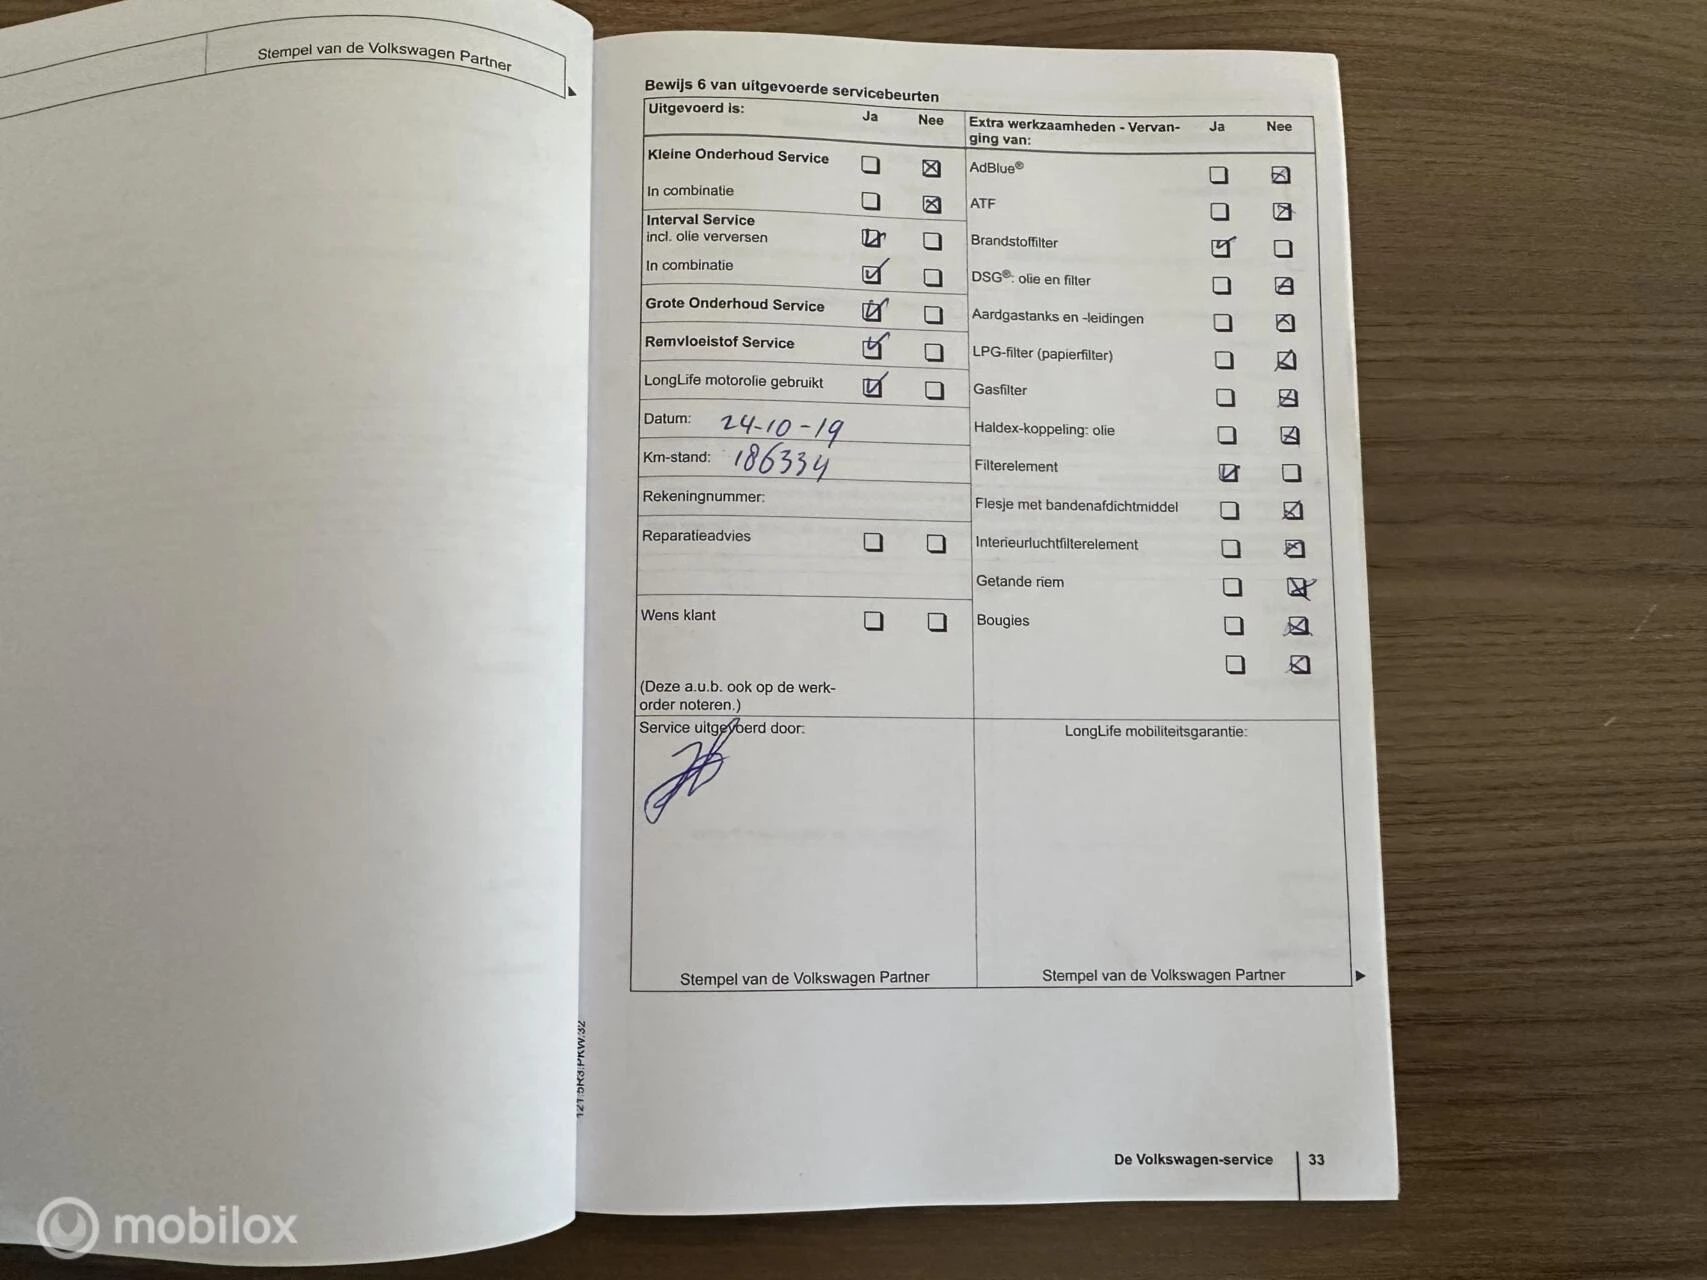 Stempel van de Volkswagen Partner
Bewijs 6 van uitgevoerde servicebeurten
Uitgevoerd is: Ja Nee
Kleine Onderhoud Service
In combinatie
Interval Service
incl. olie verversen
In combinatie
Grote Onderhoud Service
Remvloeistof Service
LongLife motorolie gebruikt
Datum: 24-10-19
Km-stand: 186334
Rekeningnummer:
Reparatieadvies
Wens klant
(Deze a.u.b. ook op de werk-
order noteren.)
Extra werkzaamheden - Vervan- Ja Nee
ging van:
AdBlue®
ATF
Brandstoffilter
DSG®: olie en filter
Aardgastanks en -leidingen
LPG-filter (papierfilter)
Gasfilter
Haldex-koppeling: olie
Filterelement
Flesje met bandenafdichtmiddel
Interieurluchtfilterelement
Getande riem
Bougies
Service uitgevoerd door:
Stempel van de Volkswagen Partner
LongLife mobiliteitsgarantie:
Stempel van de Volkswagen Partner
De Volkswagen-service 33
mobilox